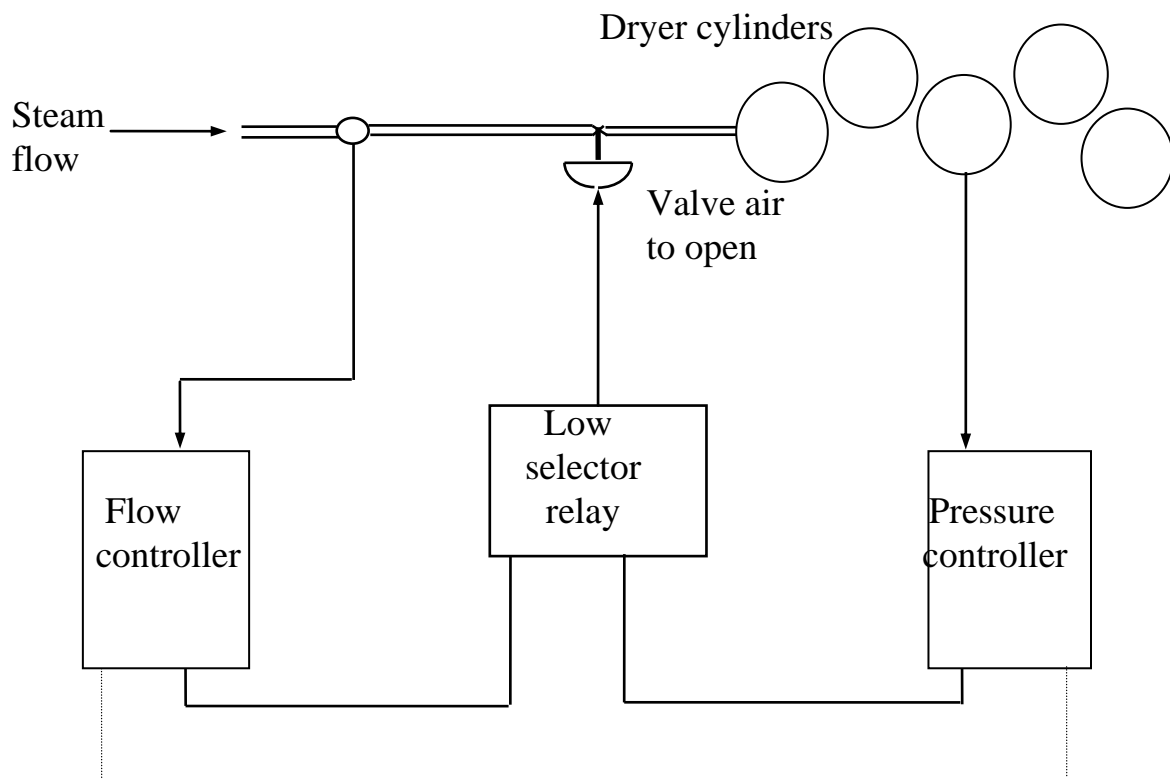 Dryer cylinders
Steam
flow
Valve air
to open
Low
selector
relay
Flow
controller
Pressure
controller